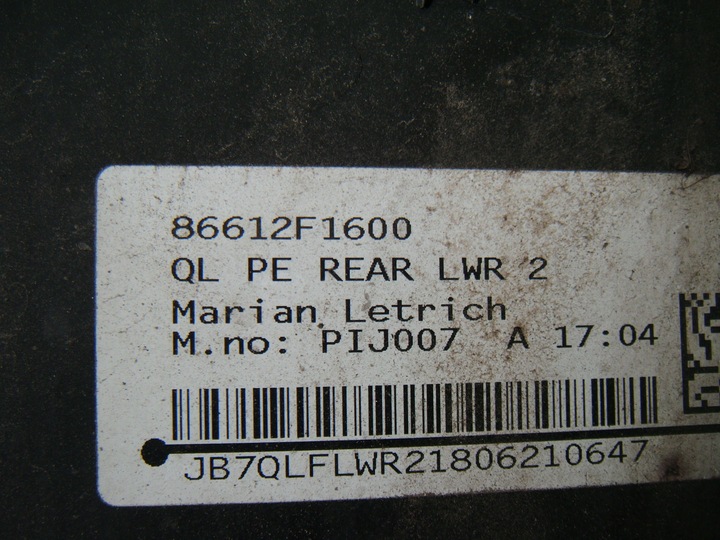 86612F1600
QL PE REAR LWR 2
Marian Letrich
M.no: PIJ007 A 17:04
JB7QLFLWR21806210647